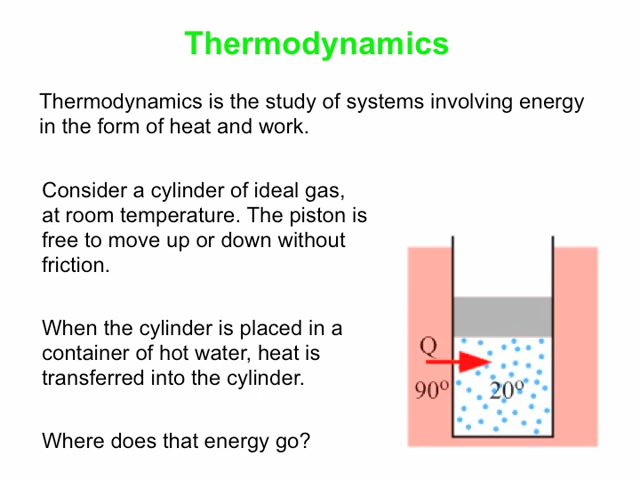 Thermodynamics
Thermodynamics is the study of systems involving energy
in the form of heat and work.
Consider a cylinder of ideal gas,
at room temperature. The piston is
free to move up or down without
friction.
When the cylinder is placed in a
container of hot water, heat is
transferred into the cylinder.
Where does that energy go?
Q
90º
20º